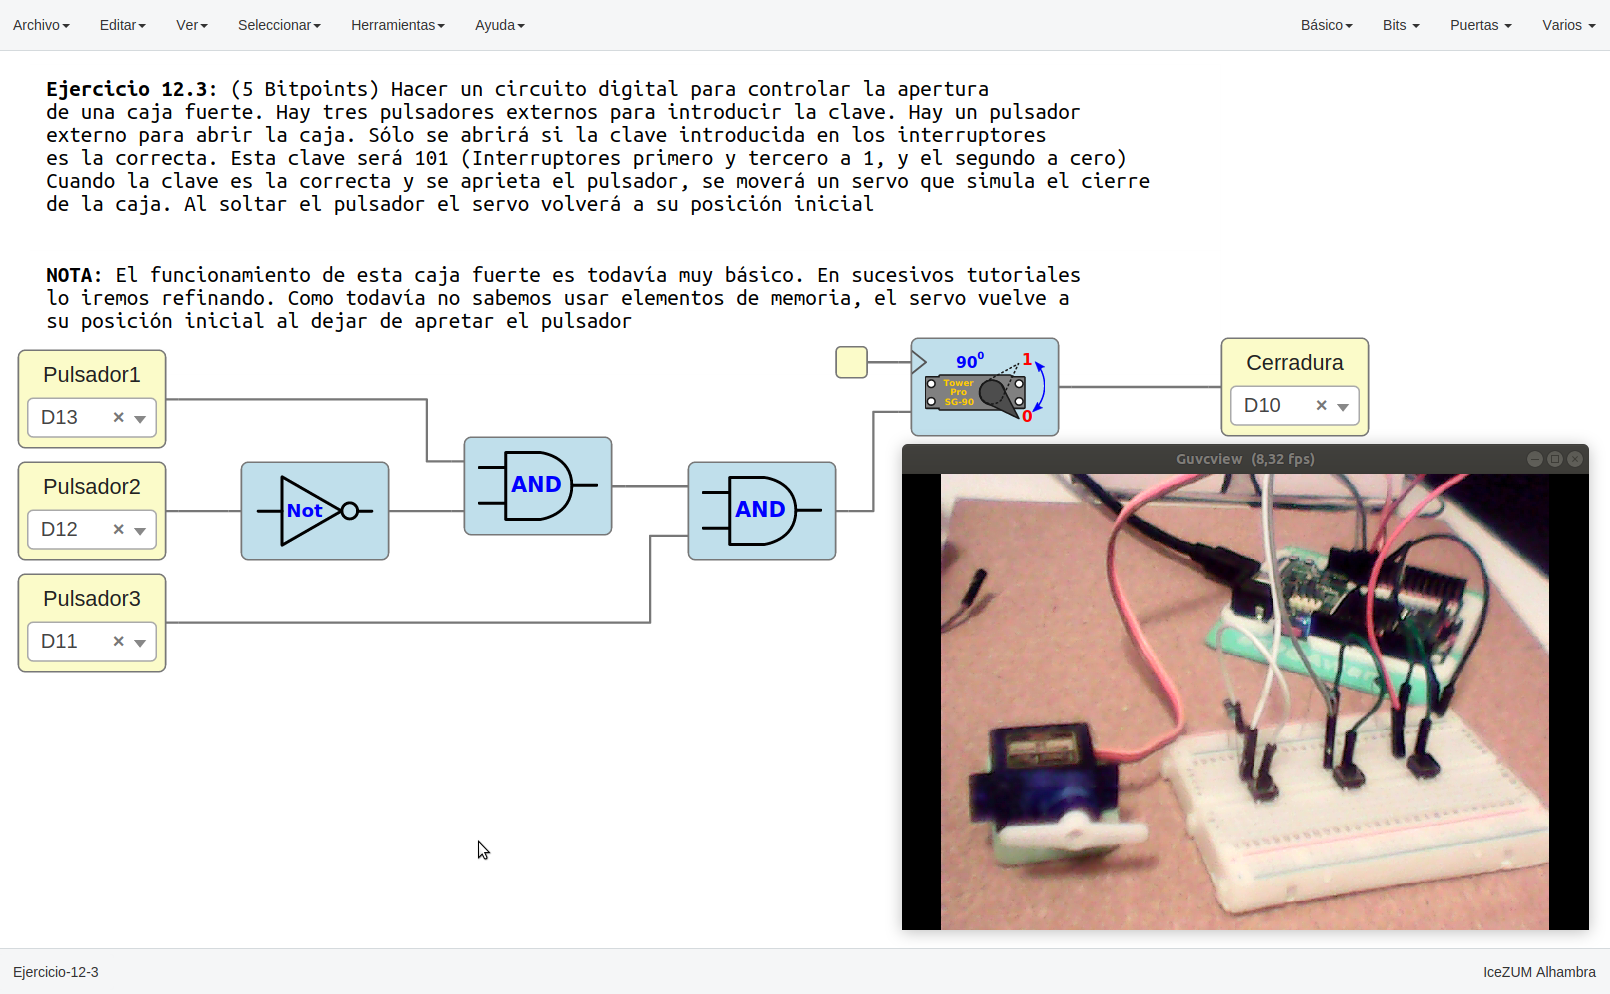 Archivo Editar Ver Seleccionar Herramientas Ayuda Básico Bits Puertas Varios
Ejercicio 12.3: (5 Bitpoints) Hacer un circuito digital para controlar la apertura
de una caja fuerte. Hay tres pulsadores externos para introducir la clave. Hay un pulsador
externo para abrir la caja. Sólo se abrirá si la clave introducida en los interruptores
es la correcta. Esta clave será 101 (Interruptores primero y tercero a 1, y el segundo a cero)
Cuando la clave es la correcta y se aprieta el pulsador, se moverá un servo que simula el cierre
de la caja. Al soltar el pulsador el servo volverá a su posición inicial
NOTA: El funcionamiento de esta caja fuerte es todavía muy básico. En sucesivos tutoriales
lo iremos refinando. Como todavía no sabemos usar elementos de memoria, el servo vuelve a
su posición inicial al dejar de apretar el pulsador
Pulsador1
D13 ×
Pulsador2
D12 ×
Pulsador3
D11 ×
Not
AND
AND
90⁰ 1
Tower
Pro
SG-90
0
Cerradura
D10 ×
Guvcview (8,32 fps)
Ejercicio-12-3 IceZUM Alhambra